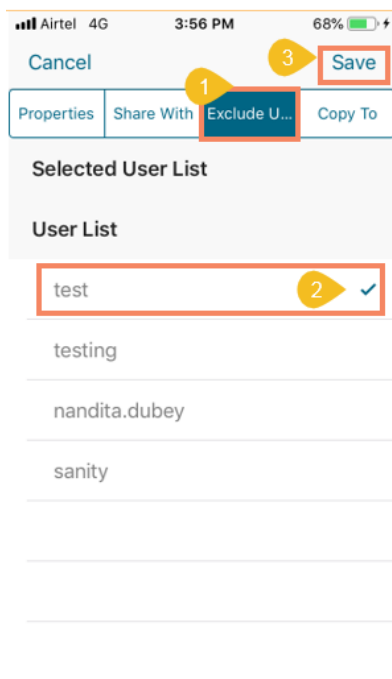 Airtel 4G 3:56 PM 68%
3
Cancel Save
1
Properties Share With Exclude U... Copy To
Selected User List
User List
test 2
testing
nandita.dubey
sanity